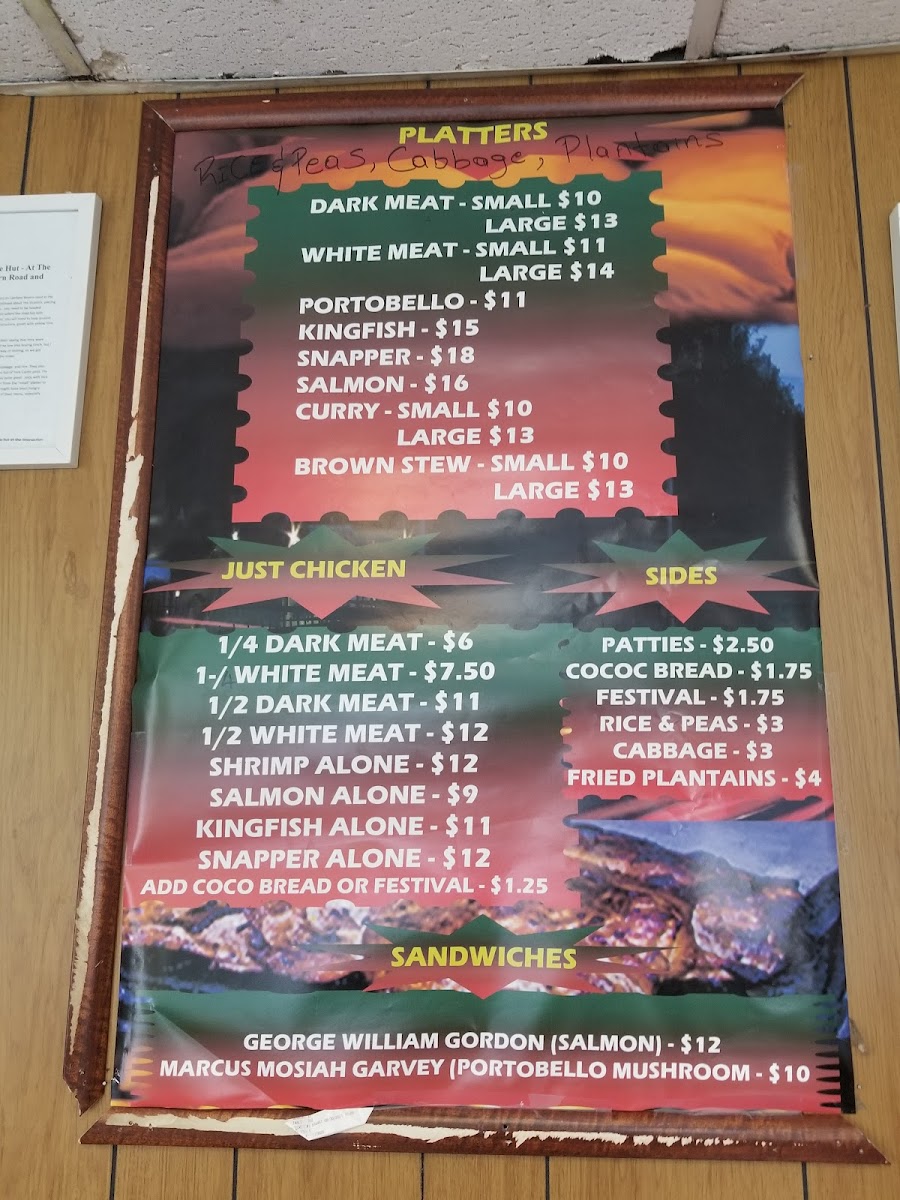 PLATTERS
Rice & Peas, Cabbage, Plantains
DARK MEAT - SMALL $10
LARGE $13
WHITE MEAT - SMALL $11
LARGE $14
PORTOBELLO - $11
KINGFISH - $15
SNAPPER - $18
SALMON - $16
CURRY - SMALL $10
LARGE $13
BROWN STEW - SMALL $10
LARGE $13
JUST CHICKEN
1/4 DARK MEAT - $6
1-/ WHITE MEAT - $7.50
1/2 DARK MEAT - $11
1/2 WHITE MEAT - $12
SHRIMP ALONE - $12
SALMON ALONE - $9
KINGFISH ALONE - $11
SNAPPER ALONE - $12
ADD COCO BREAD OR FESTIVAL - $1.25
SIDES
PATTIES - $2.50
COCOC BREAD - $1.75
FESTIVAL - $1.75
RICE & PEAS - $3
CABBAGE - $3
FRIED PLANTAINS - $4
SANDWICHES
GEORGE WILLIAM GORDON (SALMON) - $12
MARCUS MOSIAH GARVEY (PORTOBELLO MUSHROOM - $10
Hut - At The
Road and